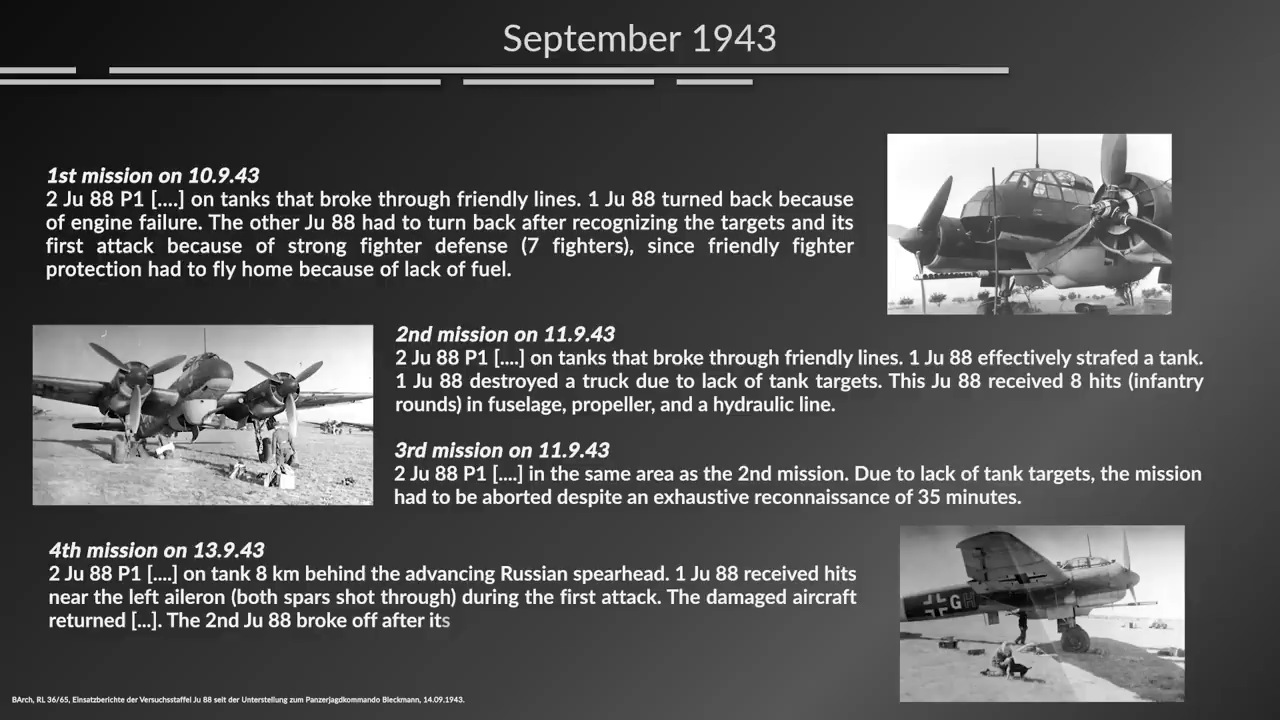 September 1943
1st mission on 10.9.43
2 Ju 88 P1 [....] on tanks that broke through friendly lines. 1 Ju 88 turned back because
of engine failure. The other Ju 88 had to turn back after recognizing the targets and its
first attack because of strong fighter defense (7 fighters), since friendly fighter
protection had to fly home because of lack of fuel.
2nd mission on 11.9.43
2 Ju 88 P1 [....] on tanks that broke through friendly lines. 1 Ju 88 effectively strafed a tank.
1 Ju 88 destroyed a truck due to lack of tank targets. This Ju 88 received 8 hits (infantry
rounds) in fuselage, propeller, and a hydraulic line.
3rd mission on 11.9.43
2 Ju 88 P1 [....] in the same area as the 2nd mission. Due to lack of tank targets, the mission
had to be aborted despite an exhaustive reconnaissance of 35 minutes.
4th mission on 13.9.43
2 Ju 88 P1 [....] on tank 8 km behind the advancing Russian spearhead. 1 Ju 88 received hits
near the left aileron (both spars shot through) during the first attack. The damaged aircraft
returned [...]. The 2nd Ju 88 broke off after its
GH
BArch, RL 36/65, Einsatzberichte der Versuchsstaffel Ju 88 seit der Unterstellung zum Panzerjagdkommando Bleckmann, 14.09.1943.